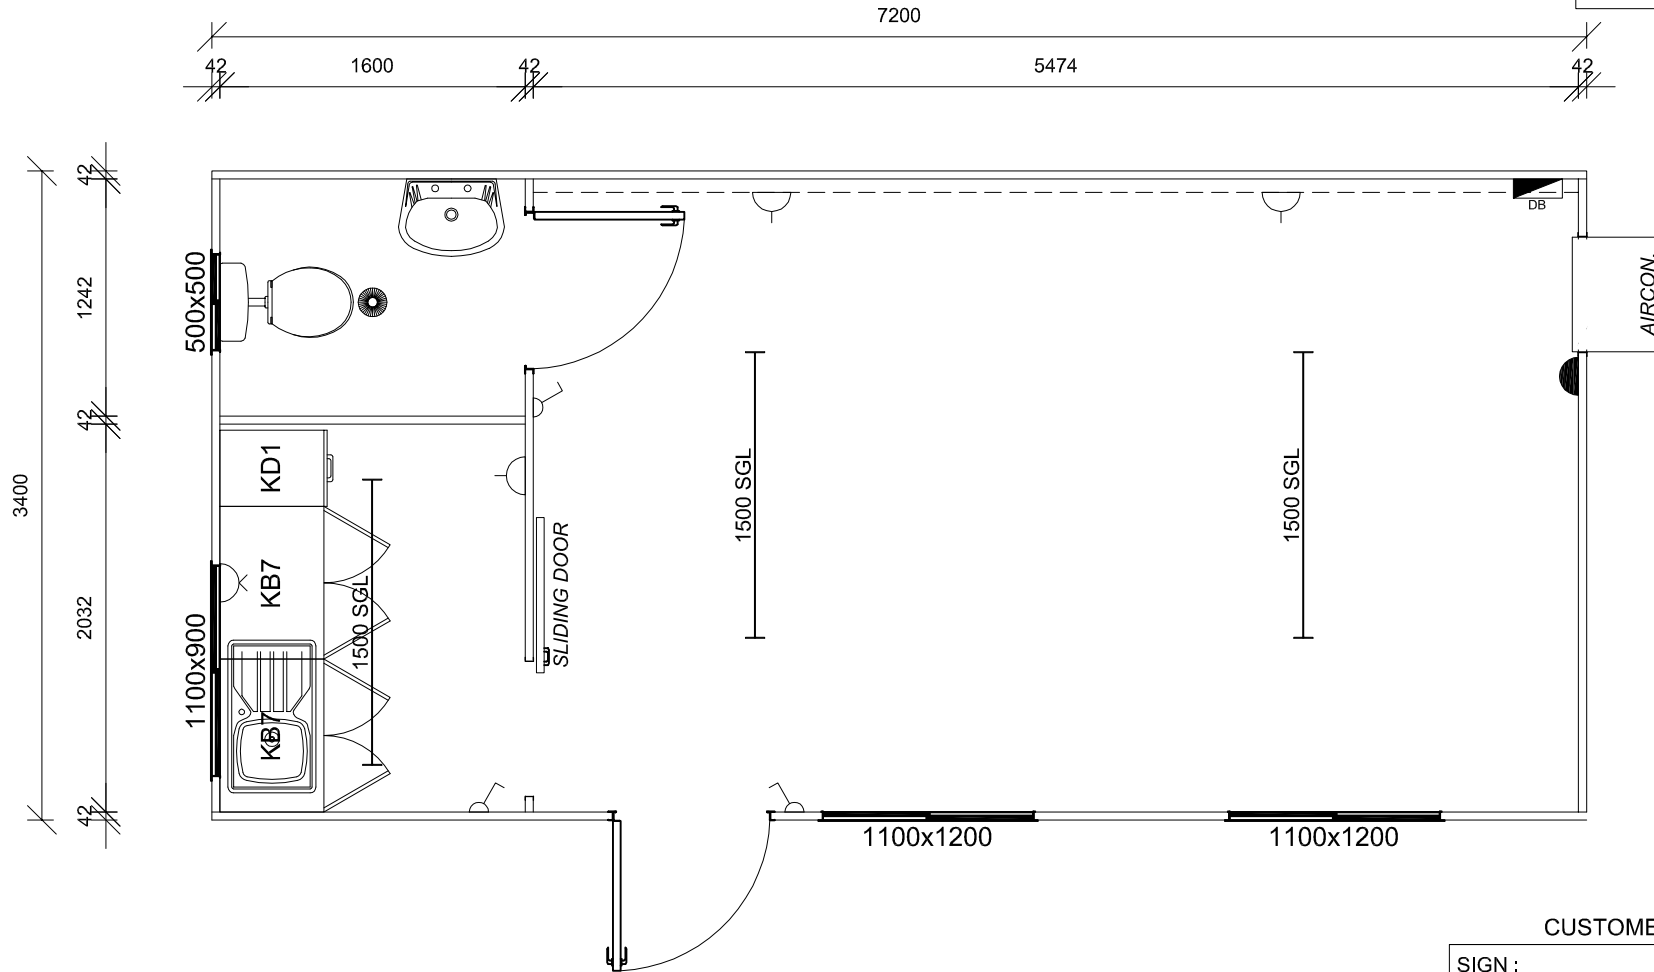 7200
42
1600
42
5474
42
42
1242
42
2032
42
3400
500x500
1100x900
KD1
KB7
KB7
1500 SGL
SLIDING DOOR
1500 SGL
1500 SGL
DB
AIRCON.
1100x1200
1100x1200
CUSTOME
SIGN :